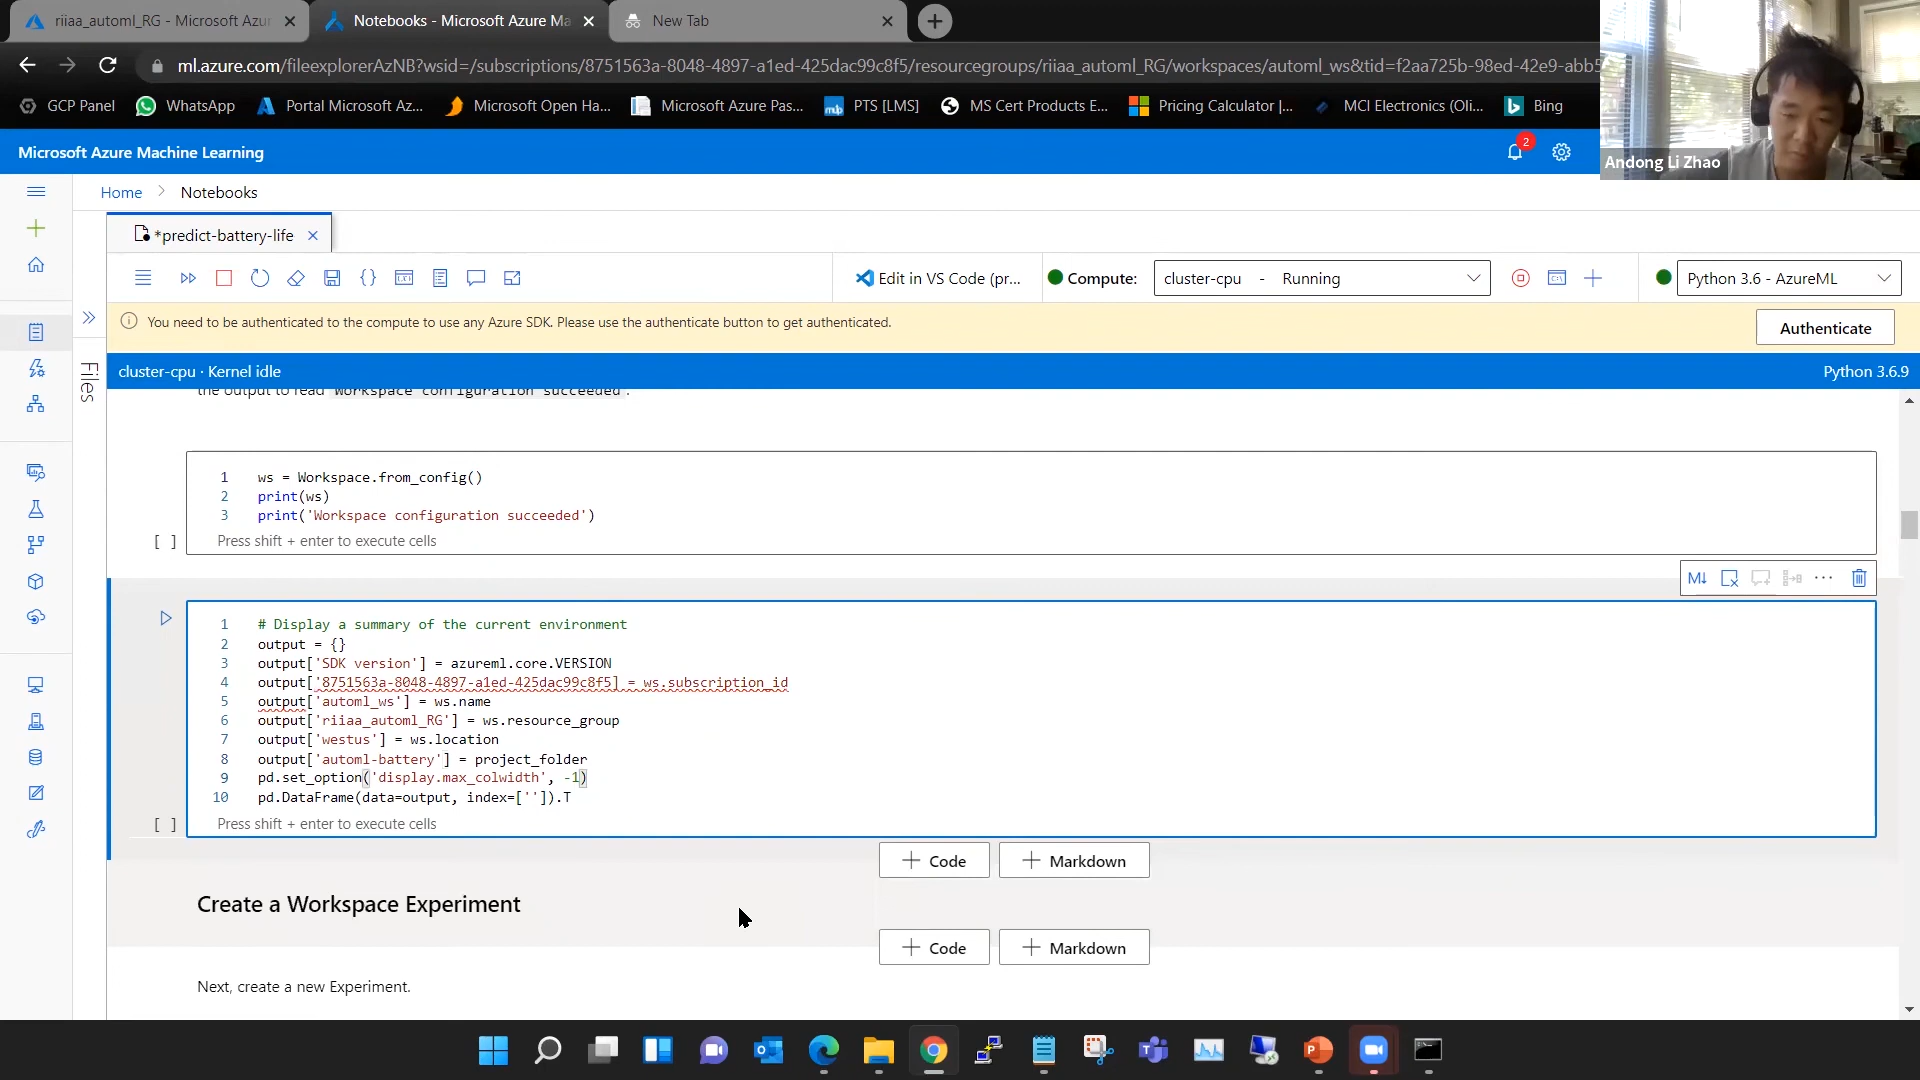 riiaa_automl_RG - Microsoft Azur
Notebooks - Microsoft Azure Ma
New Tab
ml.azure.com/fileexplorerAzNB?wsid=/subscriptions/8751563a-8048-4897-a1ed-425dac99c8f5/resourcegroups/riiaa_automl_RG/workspaces/automl_ws&tid=f2aa725b-98ed-42e9-abb5
GCP Panel
WhatsApp
Portal Microsoft Az...
Microsoft Open Ha...
Microsoft Azure Pas...
PTS [LMS]
MS Cert Products E...
Pricing Calculator |...
MCI Electronics (Oli...
Bing
Andong Li Zhao
Microsoft Azure Machine Learning
2
Home > Notebooks
*predict-battery-life
Edit in VS Code (pr...
Compute:
cluster-cpu - Running
Python 3.6 - AzureML
You need to be authenticated to the compute to use any Azure SDK. Please use the authenticate button to get authenticated.
Authenticate
Files
cluster-cpu · Kernel idle
Python 3.6.9
the output to read Workspace configuration succeeded .
1 ws = Workspace.from_config()
2 print(ws)
3 print('Workspace configuration succeeded')
[ ] Press shift + enter to execute cells
M↓
1 # Display a summary of the current environment
2 output = {}
3 output['SDK version'] = azureml.core.VERSION
4 output['8751563a-8048-4897-a1ed-425dac99c8f5] = ws.subscription_id
5 output['automl_ws'] = ws.name
6 output['riiaa_automl_RG'] = ws.resource_group
7 output['westus'] = ws.location
8 output['automl-battery'] = project_folder
9 pd.set_option('display.max_colwidth', -1)
10 pd.DataFrame(data=output, index=['']).T
[ ] Press shift + enter to execute cells
+ Code
+ Markdown
Create a Workspace Experiment
+ Code
+ Markdown
Next, create a new Experiment.